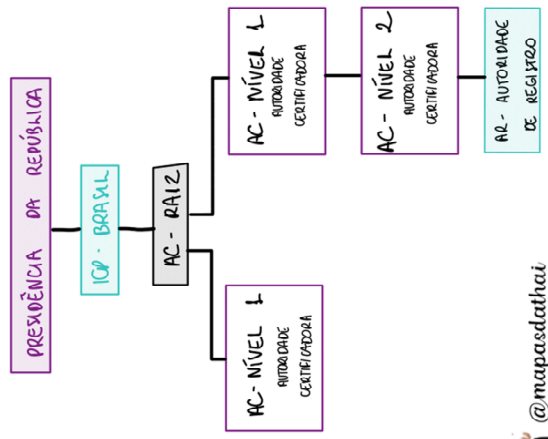 PRESIDÊNCIA DA REPÚBLICA
ICP - BRASIL
AC - RAIZ
AC - NÍVEL 1
AUTORIDADE
CERTIFICADORA
AC - NÍVEL 1
AUTORIDADE
CERTIFICADORA
AC - NÍVEL 2
AUTORIDADE
CERTIFICADORA
AR - AUTORIDADE
DE REGISTRO
@mapasdathai